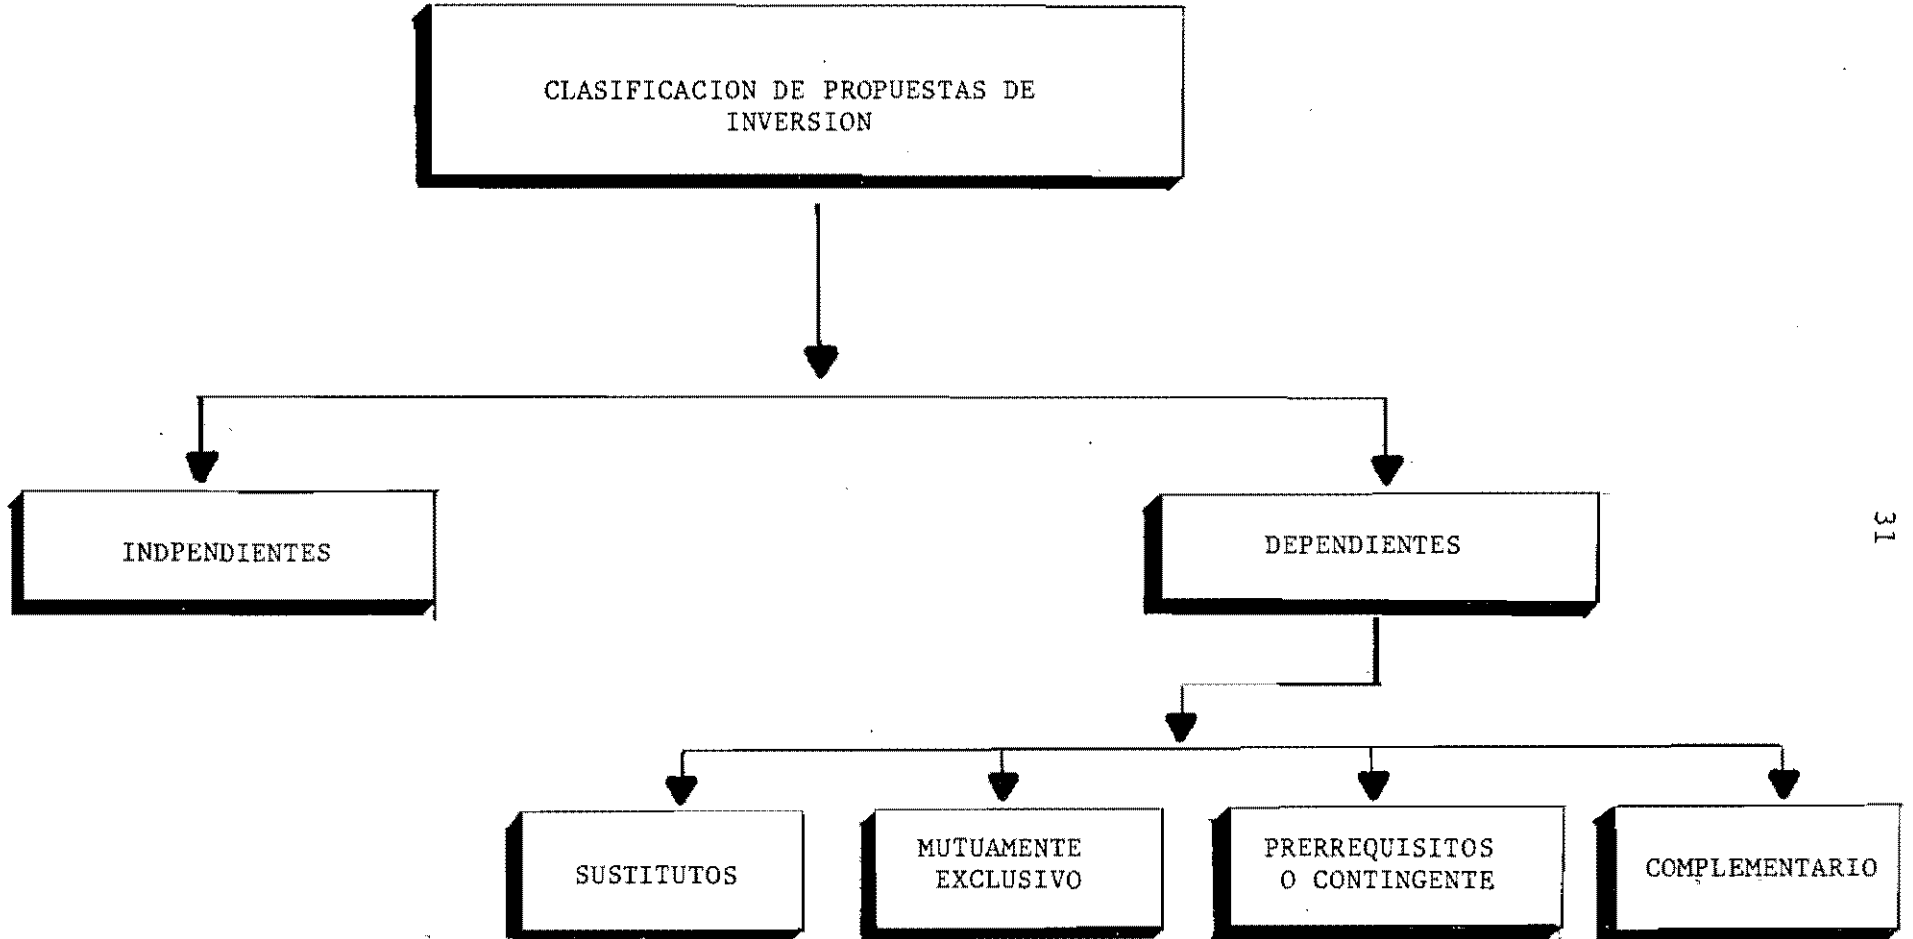 CLASIFICACION DE PROPUESTAS DE
INVERSION
INDPENDIENTES
DEPENDIENTES
31
SUSTITUTOS
MUTUAMENTE
EXCLUSIVO
PRERREQUISITOS
O CONTINGENTE
COMPLEMENTARIO